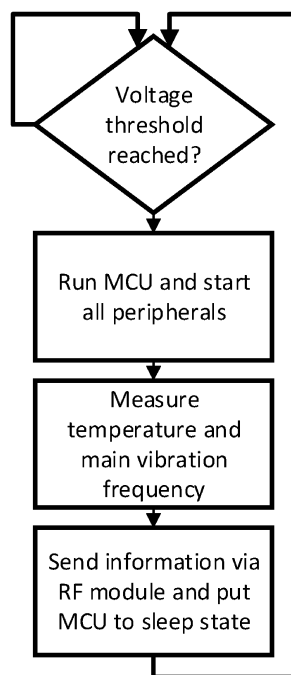 Voltage
threshold
reached?
Run MCU and start
all peripherals
Measure
temperature and
main vibration
frequency
Send information via
RF module and put
MCU to sleep state